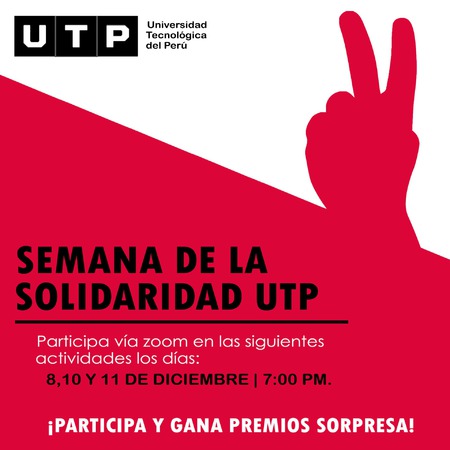 UTP
Universidad
Tecnológica
del Perú
SEMANA DE LA
SOLIDARIDAD UTP
Participa vía zoom en las siguientes
actividades los días:
8,10 Y 11 DE DICIEMBRE | 7:00 PM.
¡PARTICIPA Y GANA PREMIOS SORPRESA!